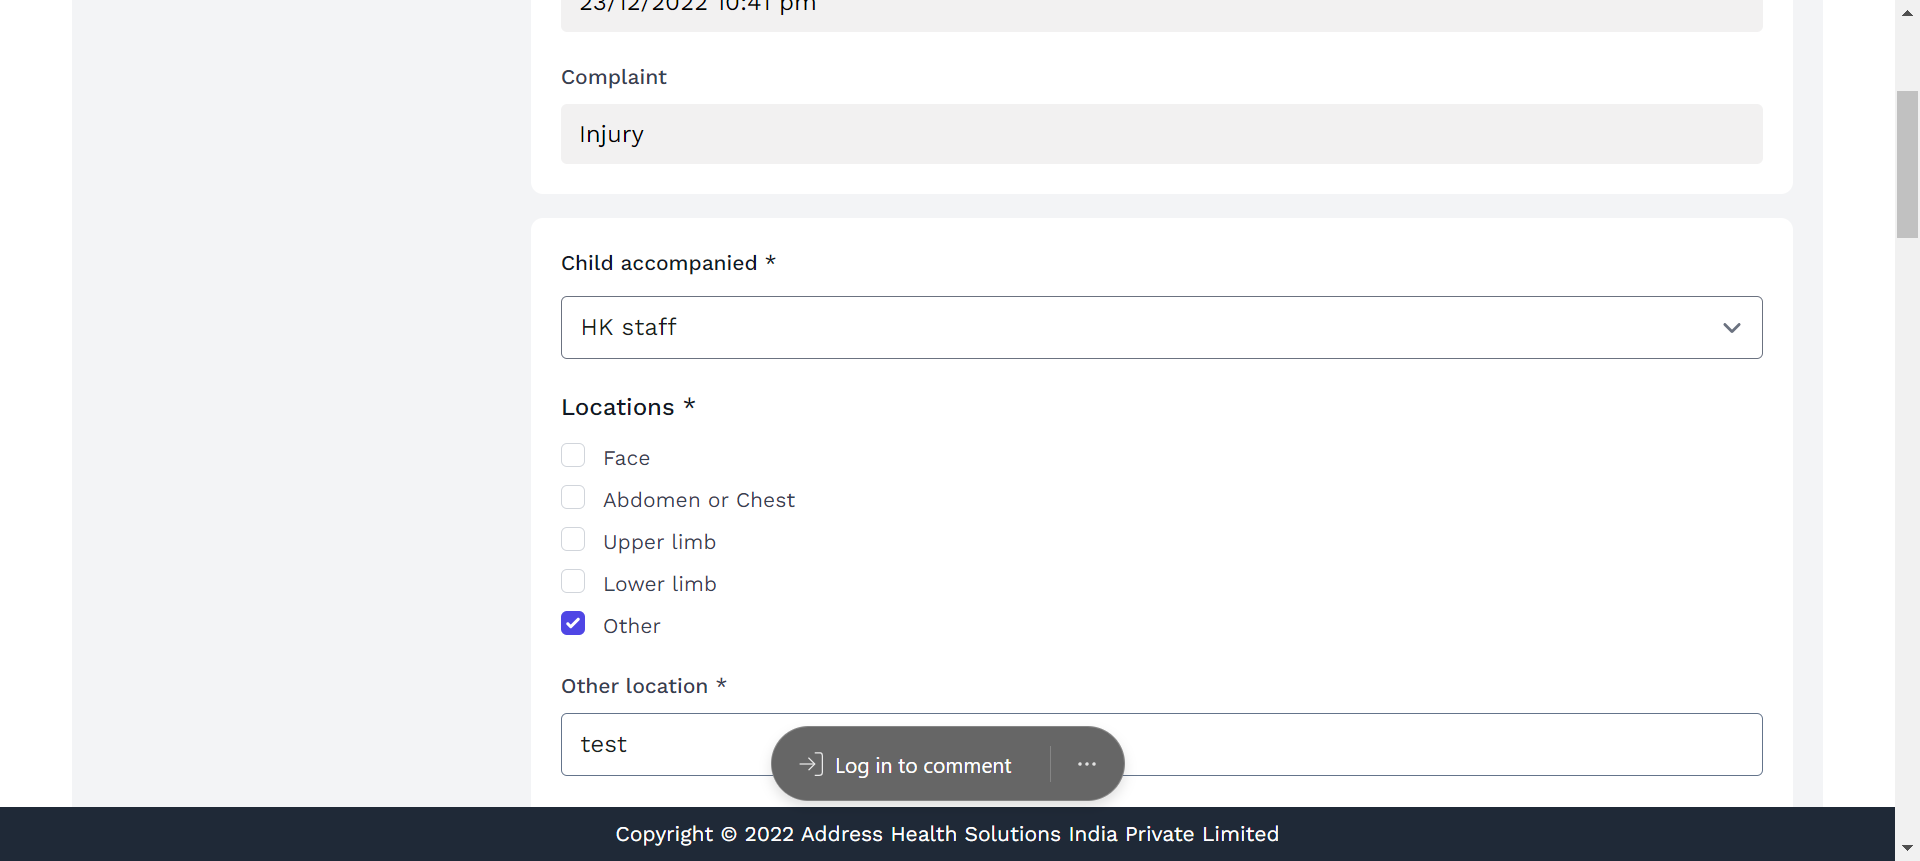 23/12/2022 10:41 pm
Complaint
Injury
Child accompanied *
HK staff
Locations *
Face
Abdomen or Chest
Upper limb
Lower limb
Other
Other location *
test
Log in to comment
Copyright © 2022 Address Health Solutions India Private Limited